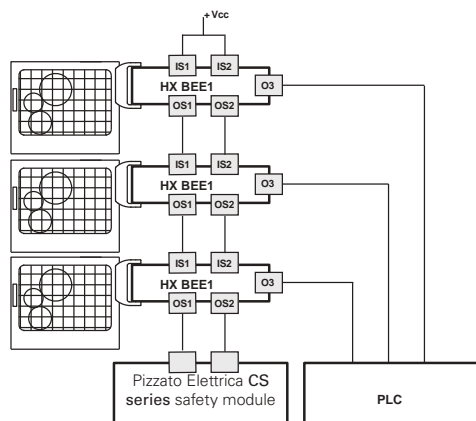 + Vcc
IS1 IS2
HX BEE1 O3
OS1 OS2
IS1 IS2
HX BEE1 O3
OS1 OS2
IS1 IS2
HX BEE1 O3
OS1 OS2
Pizzato Elettrica CS
series safety module
PLC